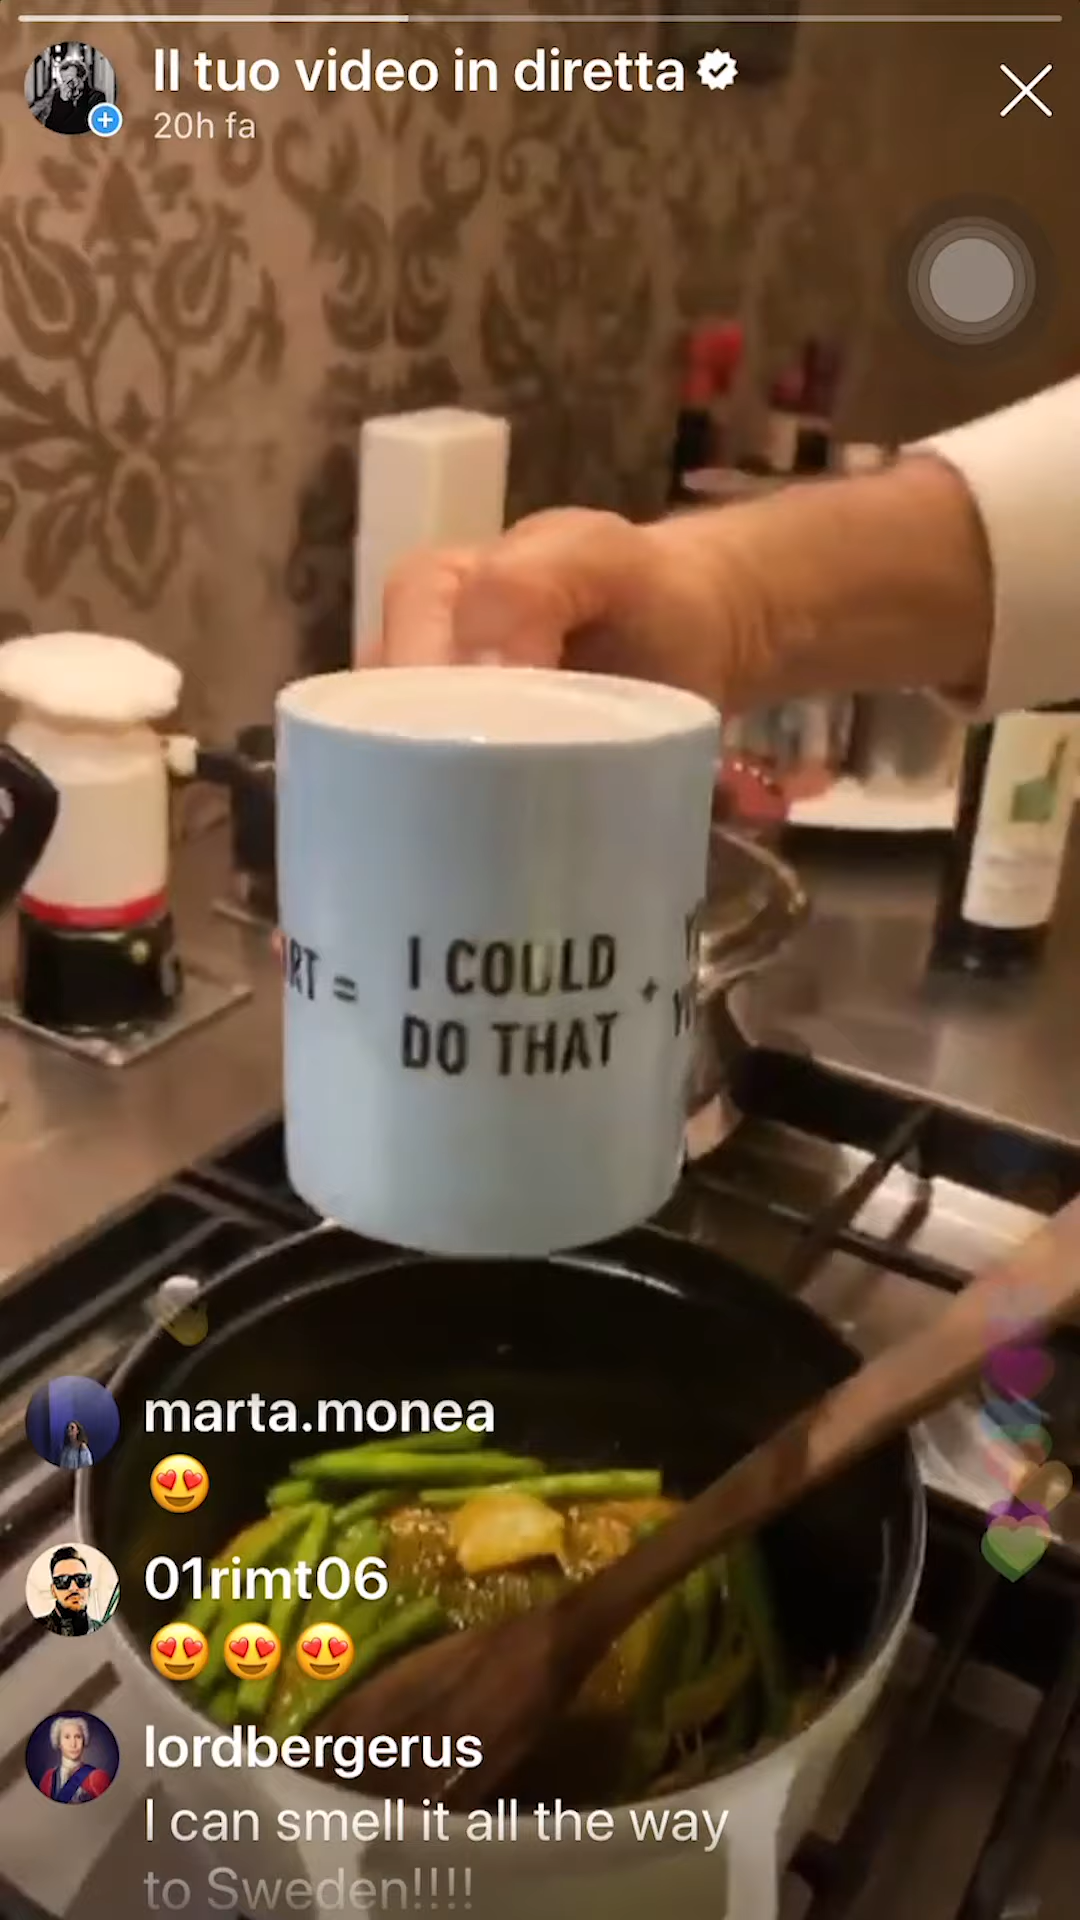 Il tuo video in diretta
20h fa
RT = I COULD
DO THAT +
marta.monea
😍
01rimt06
😍😍😍
lordbergerus
I can smell it all the way
to Sweden!!!!